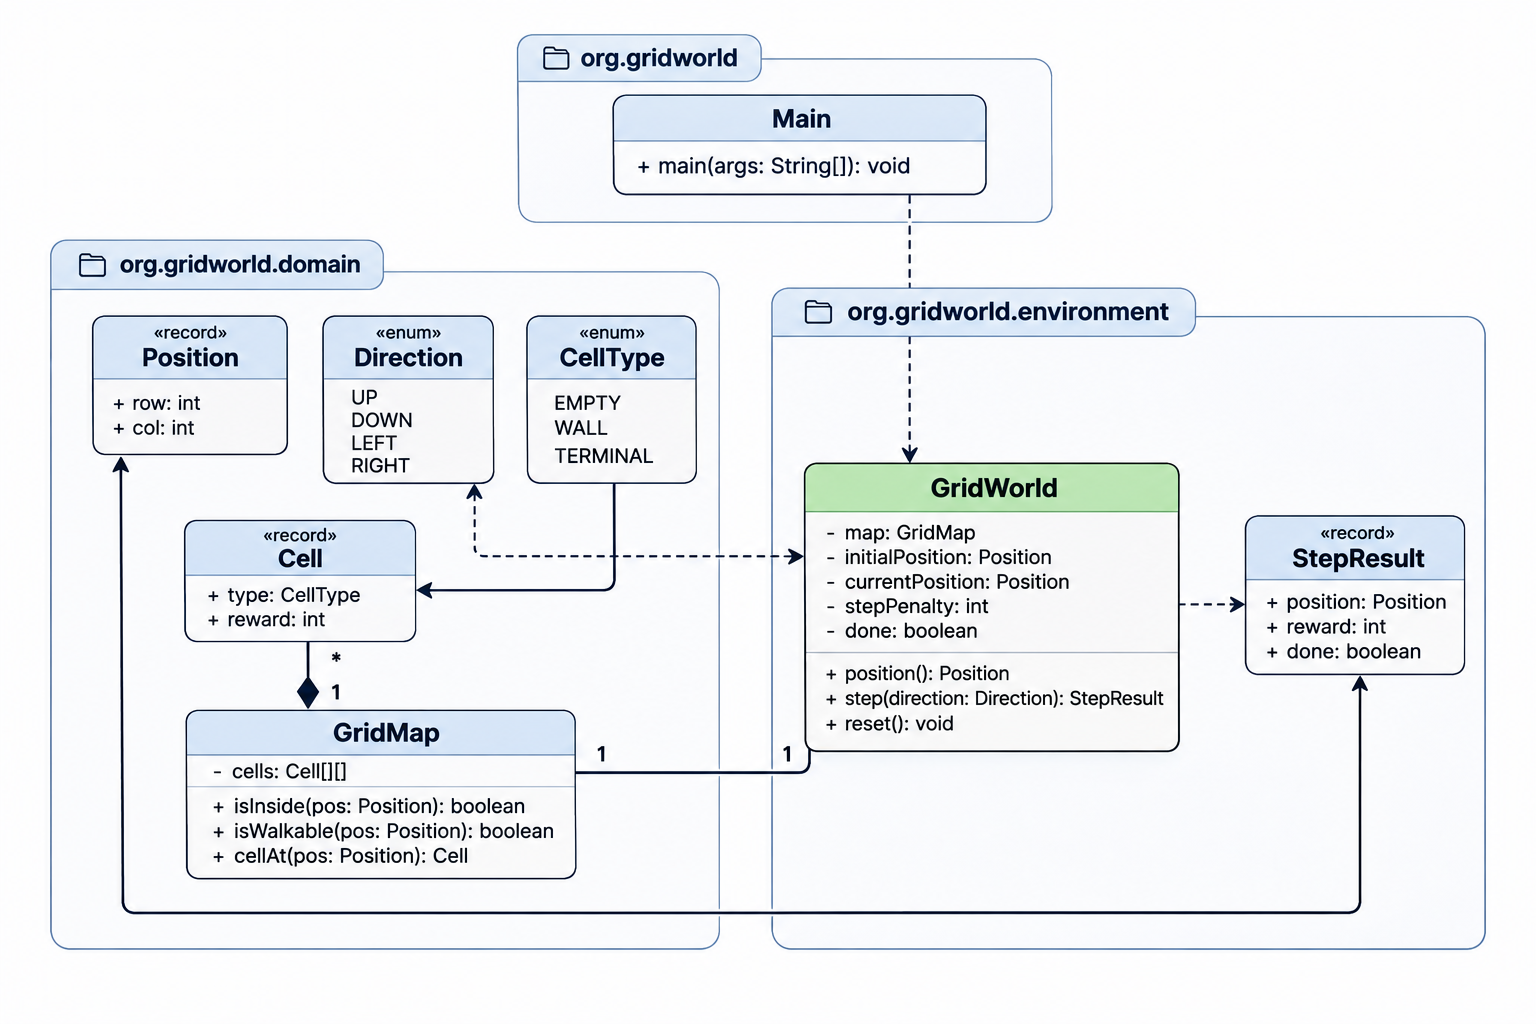 org.gridworld
Main
+ main(args: String[]): void
org.gridworld.domain
«record»
Position
+ row: int
+ col: int
«enum»
Direction
UP
DOWN
LEFT
RIGHT
«enum»
CellType
EMPTY
WALL
TERMINAL
«record»
Cell
+ type: CellType
+ reward: int
*
1
GridMap
- cells: Cell[][]
+ isInside(pos: Position): boolean
+ isWalkable(pos: Position): boolean
+ cellAt(pos: Position): Cell
1
1
org.gridworld.environment
GridWorld
- map: GridMap
- initialPosition: Position
- currentPosition: Position
- stepPenalty: int
- done: boolean
+ position(): Position
+ step(direction: Direction): StepResult
+ reset(): void
«record»
StepResult
+ position: Position
+ reward: int
+ done: boolean